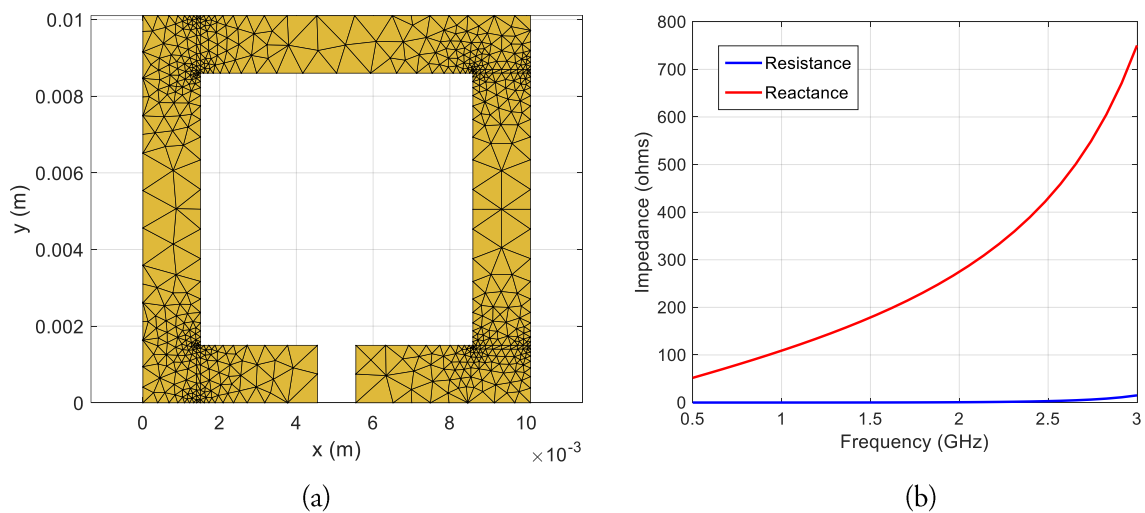 0.01
0.008
0.006
0.004
0.002
0
y (m)
0 2 4 6 8 10
x (m)
×10⁻³
(a)
800
700
600
500
400
300
200
100
0
Impedance (ohms)
Resistance
Reactance
0.5 1 1.5 2 2.5 3
Frequency (GHz)
(b)